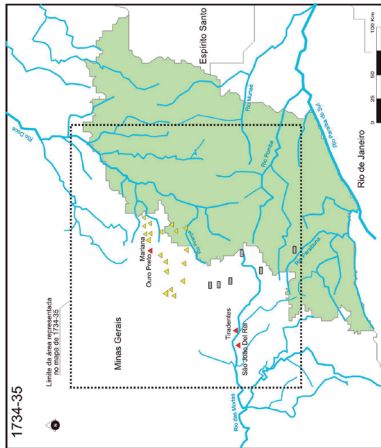 1734-35
Limite da área representada
no mapa de 1734-35
Minas Gerais
Espírito Santo
Rio de Janeiro
Rio Doce
Mariana
Ouro Preto
Rio Muriaé
Rio Pomba
Rio Paraíba do Sul
Tiradentes
São João Del Rei
Rio das Mortes
0 25 50 100 Km